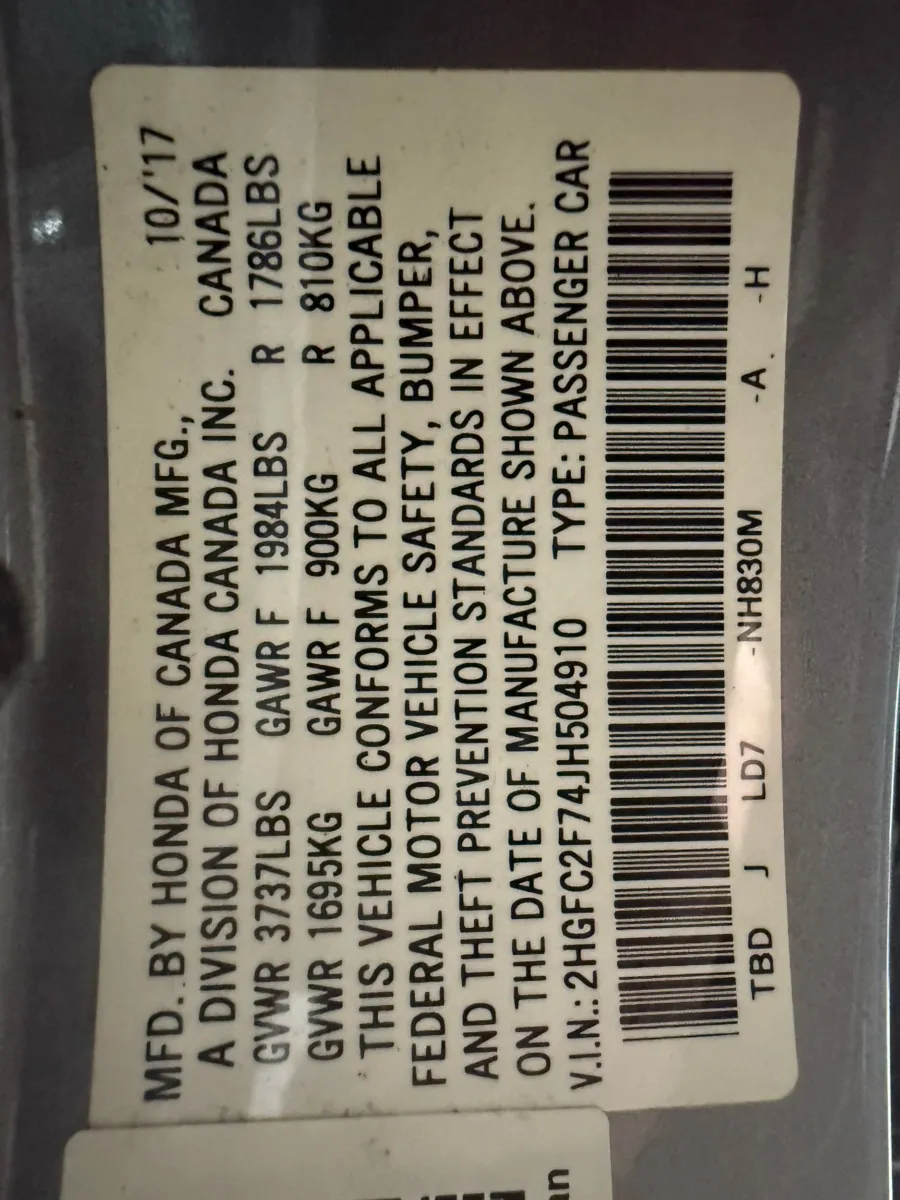 MFD. BY HONDA OF CANADA MFG., 10/'17
A DIVISION OF HONDA CANADA INC. CANADA
GVWR 3737LBS GAWR F 1984LBS R 1786LBS
GVWR 1695KG GAWR F 900KG R 810KG
THIS VEHICLE CONFORMS TO ALL APPLICABLE
FEDERAL MOTOR VEHICLE SAFETY, BUMPER,
AND THEFT PREVENTION STANDARDS IN EFFECT
ON THE DATE OF MANUFACTURE SHOWN ABOVE.
V.I.N.: 2HGFC2F74JH504910 TYPE: PASSENGER CAR
TBD J LD7 -NH830M -A. -H